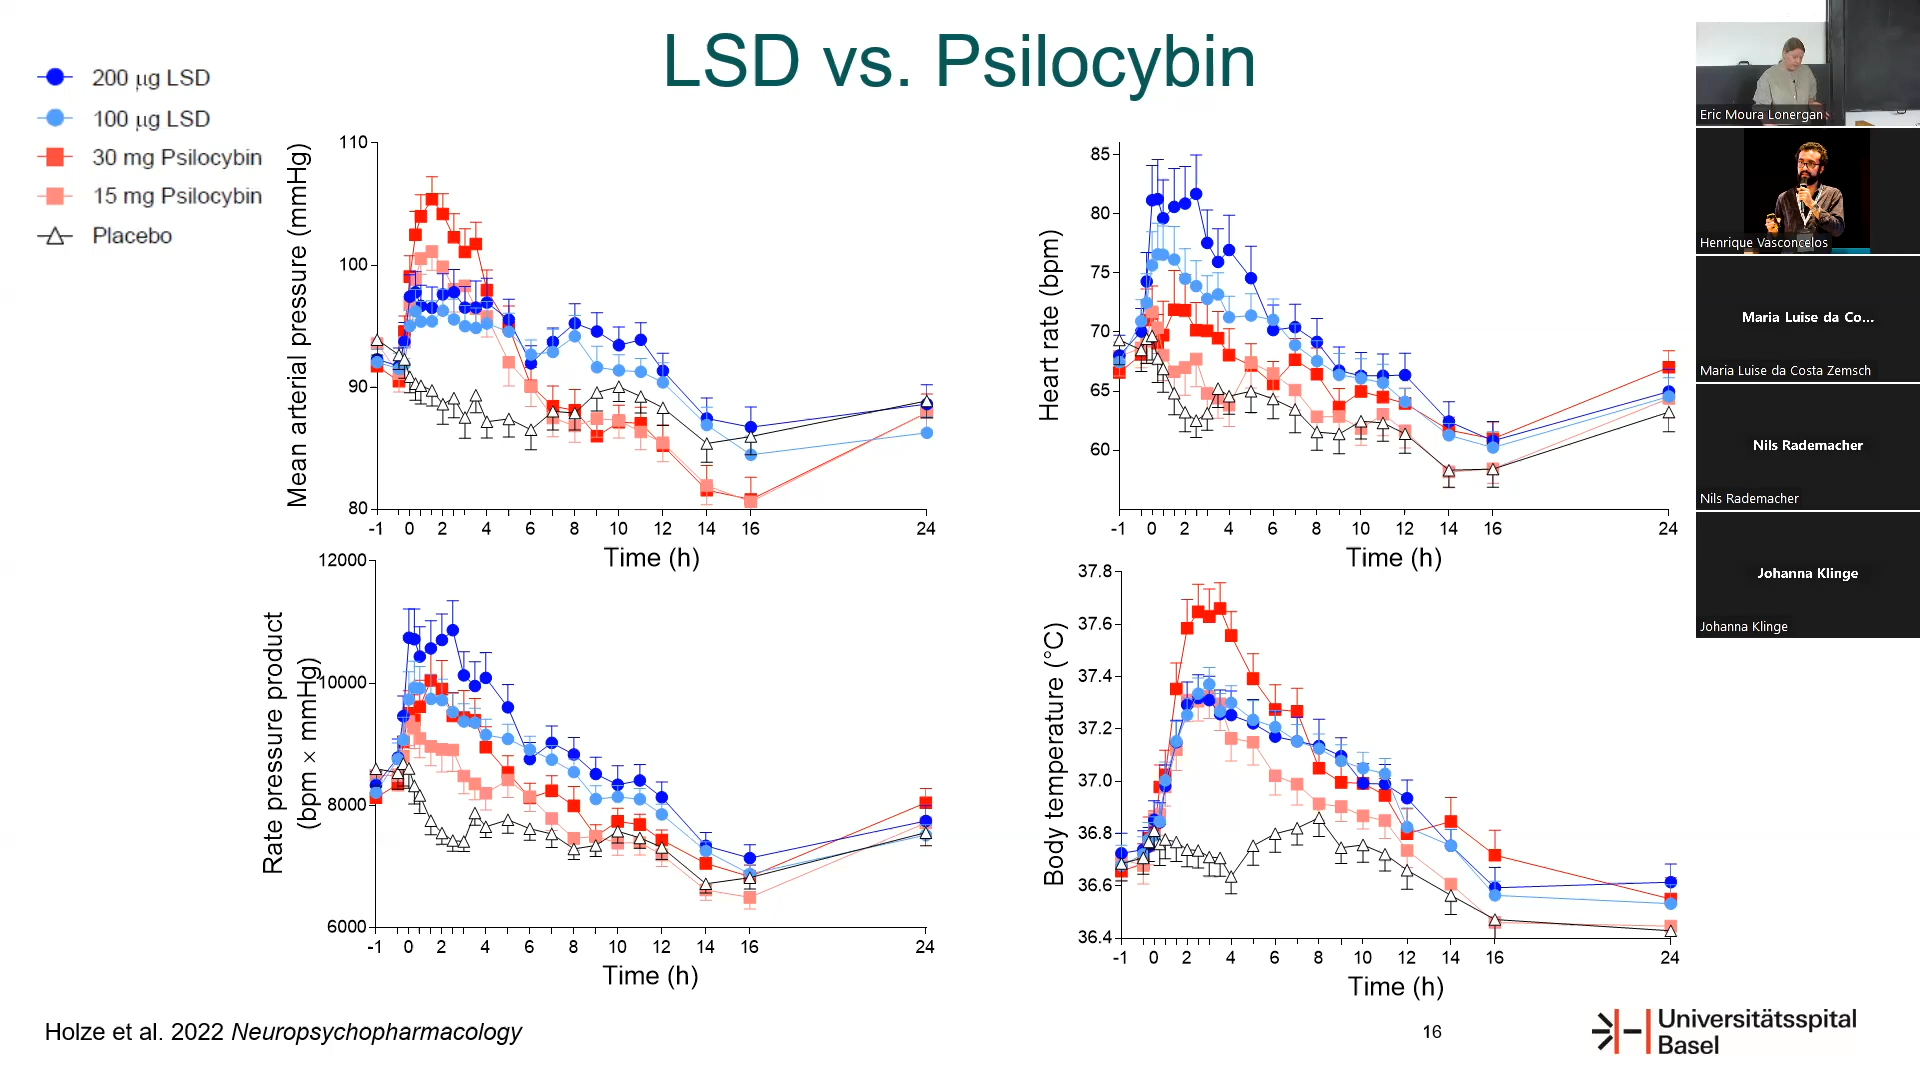 LSD vs. Psilocybin
200 µg LSD
100 µg LSD
30 mg Psilocybin
15 mg Psilocybin
Placebo
Mean arterial pressure (mmHg)
110
100
90
80
-1 0 2 4 6 8 10 12 14 16 24
Time (h)
Heart rate (bpm)
85
80
75
70
65
60
-1 0 2 4 6 8 10 12 14 16 24
Time (h)
Rate pressure product
(bpm × mmHg)
12000
10000
8000
6000
-1 0 2 4 6 8 10 12 14 16 24
Time (h)
Body temperature (°C)
37.8
37.6
37.4
37.2
37.0
36.8
36.6
36.4
-1 0 2 4 6 8 10 12 14 16 24
Time (h)
Holze et al. 2022 Neuropsychopharmacology
16
Universitätsspital
Basel
Eric Moura Lonergan
Henrique Vasconcelos
Maria Luise da Co...
Maria Luise da Costa Zemsch
Nils Rademacher
Nils Rademacher
Johanna Klinge
Johanna Klinge